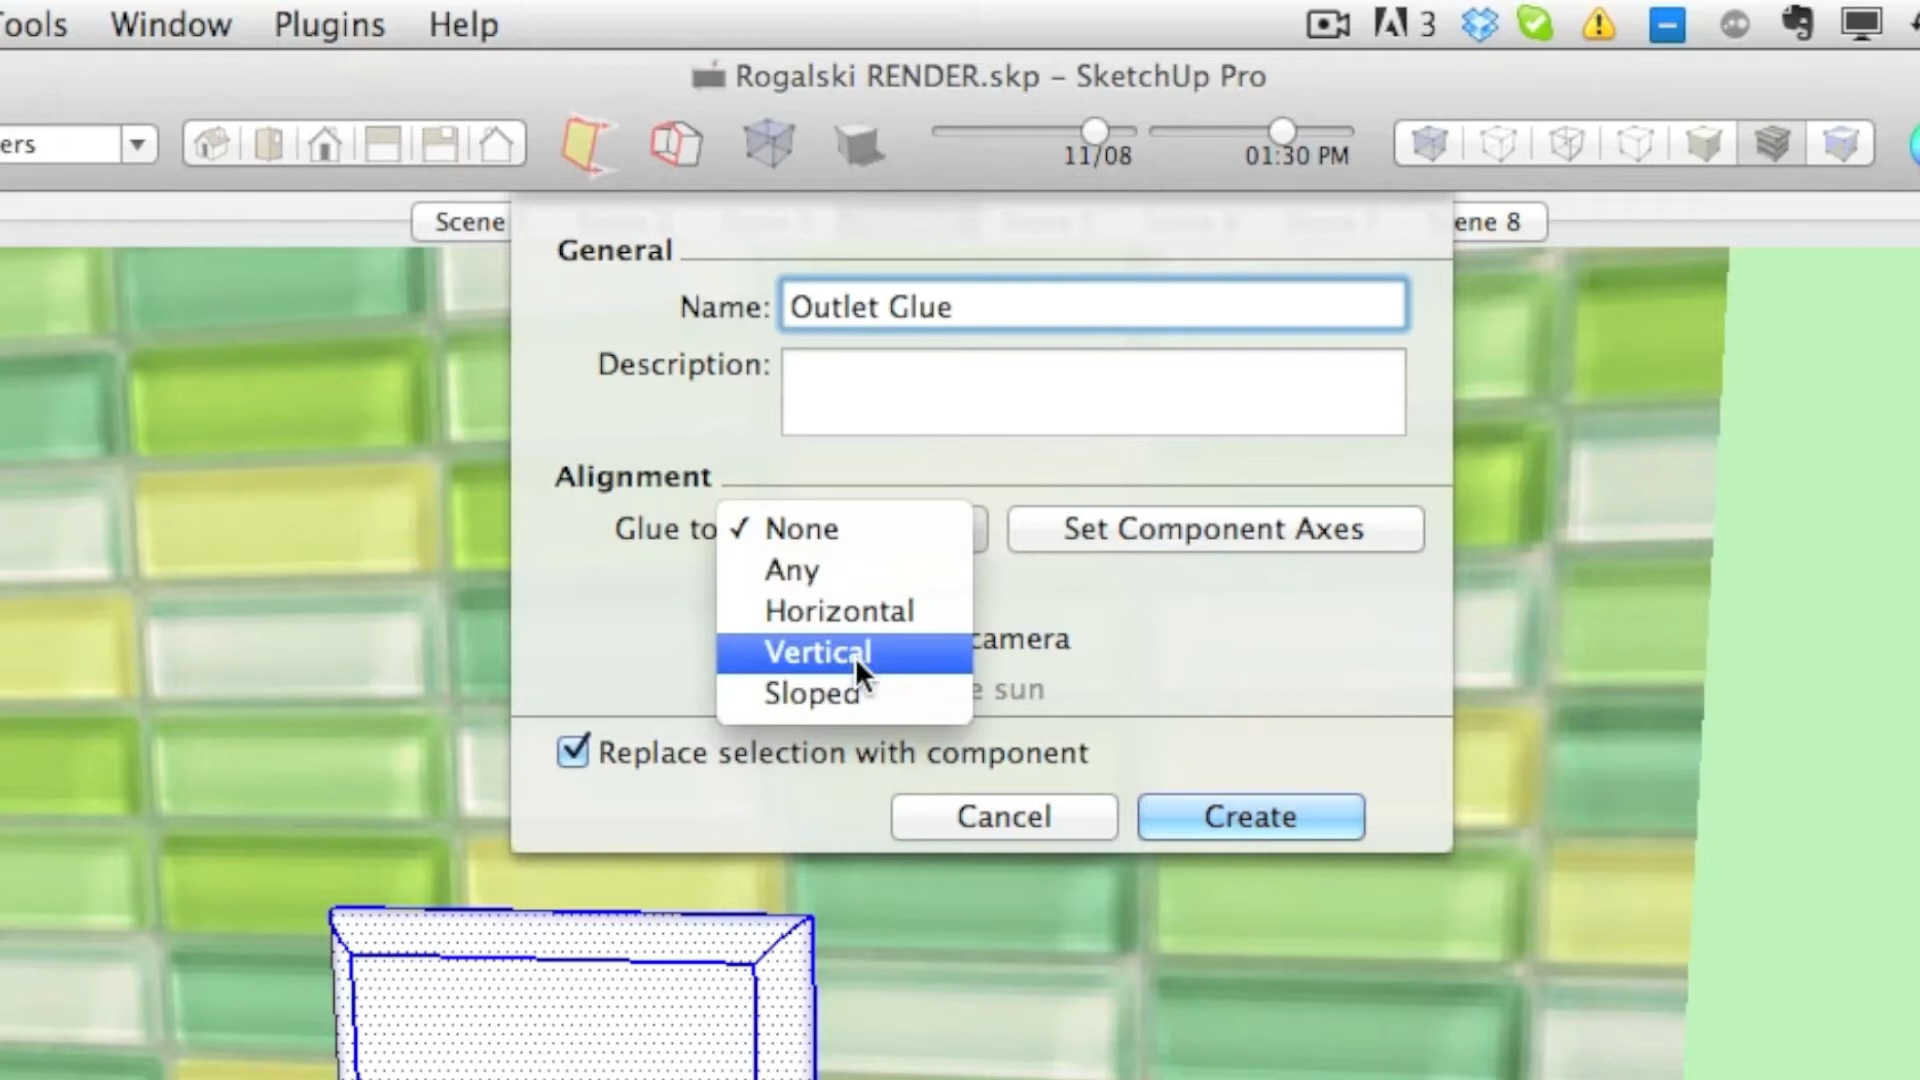 Tools Window Plugins Help 3
Rogalski RENDER.skp – SketchUp Pro
ers 11/08 01:30 PM
Scene ene 8
General
Name: Outlet Glue
Description:
Alignment
Glue to ✓ None Set Component Axes
Any
Horizontal
Vertical camera
Sloped e sun
Replace selection with component
Cancel Create